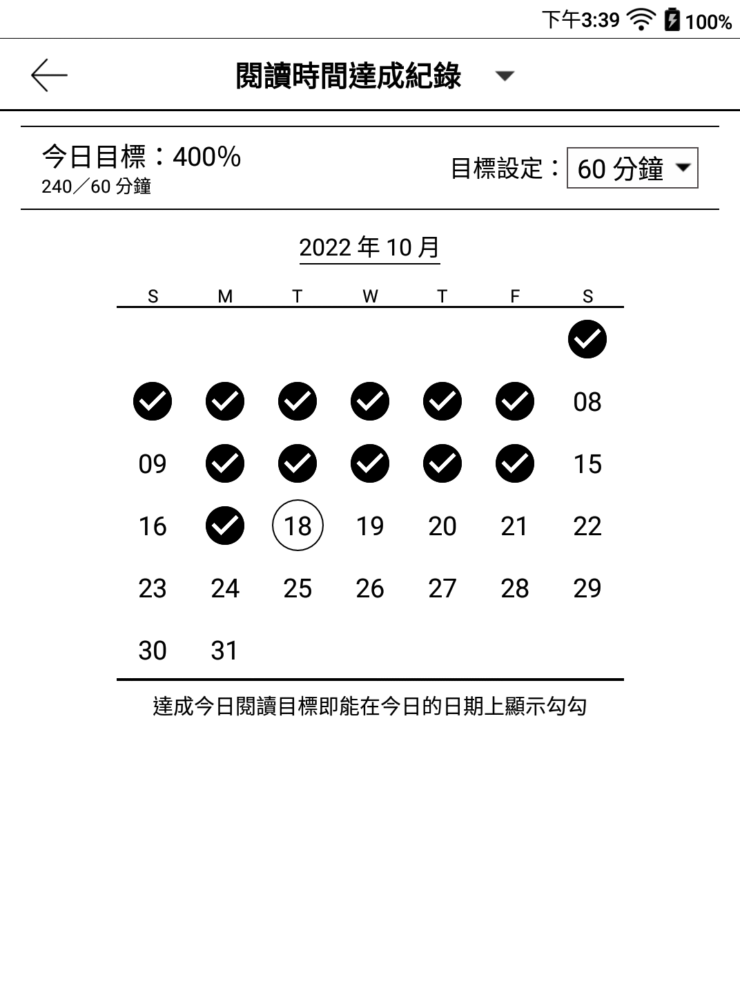 下午3:39 100%
閱讀時間達成紀錄
今日目標：400%
240／60 分鐘
目標設定：60 分鐘
2022 年 10 月
S M T W T F S
08
09 15
16 18 19 20 21 22
23 24 25 26 27 28 29
30 31
達成今日閱讀目標即能在今日的日期上顯示勾勾